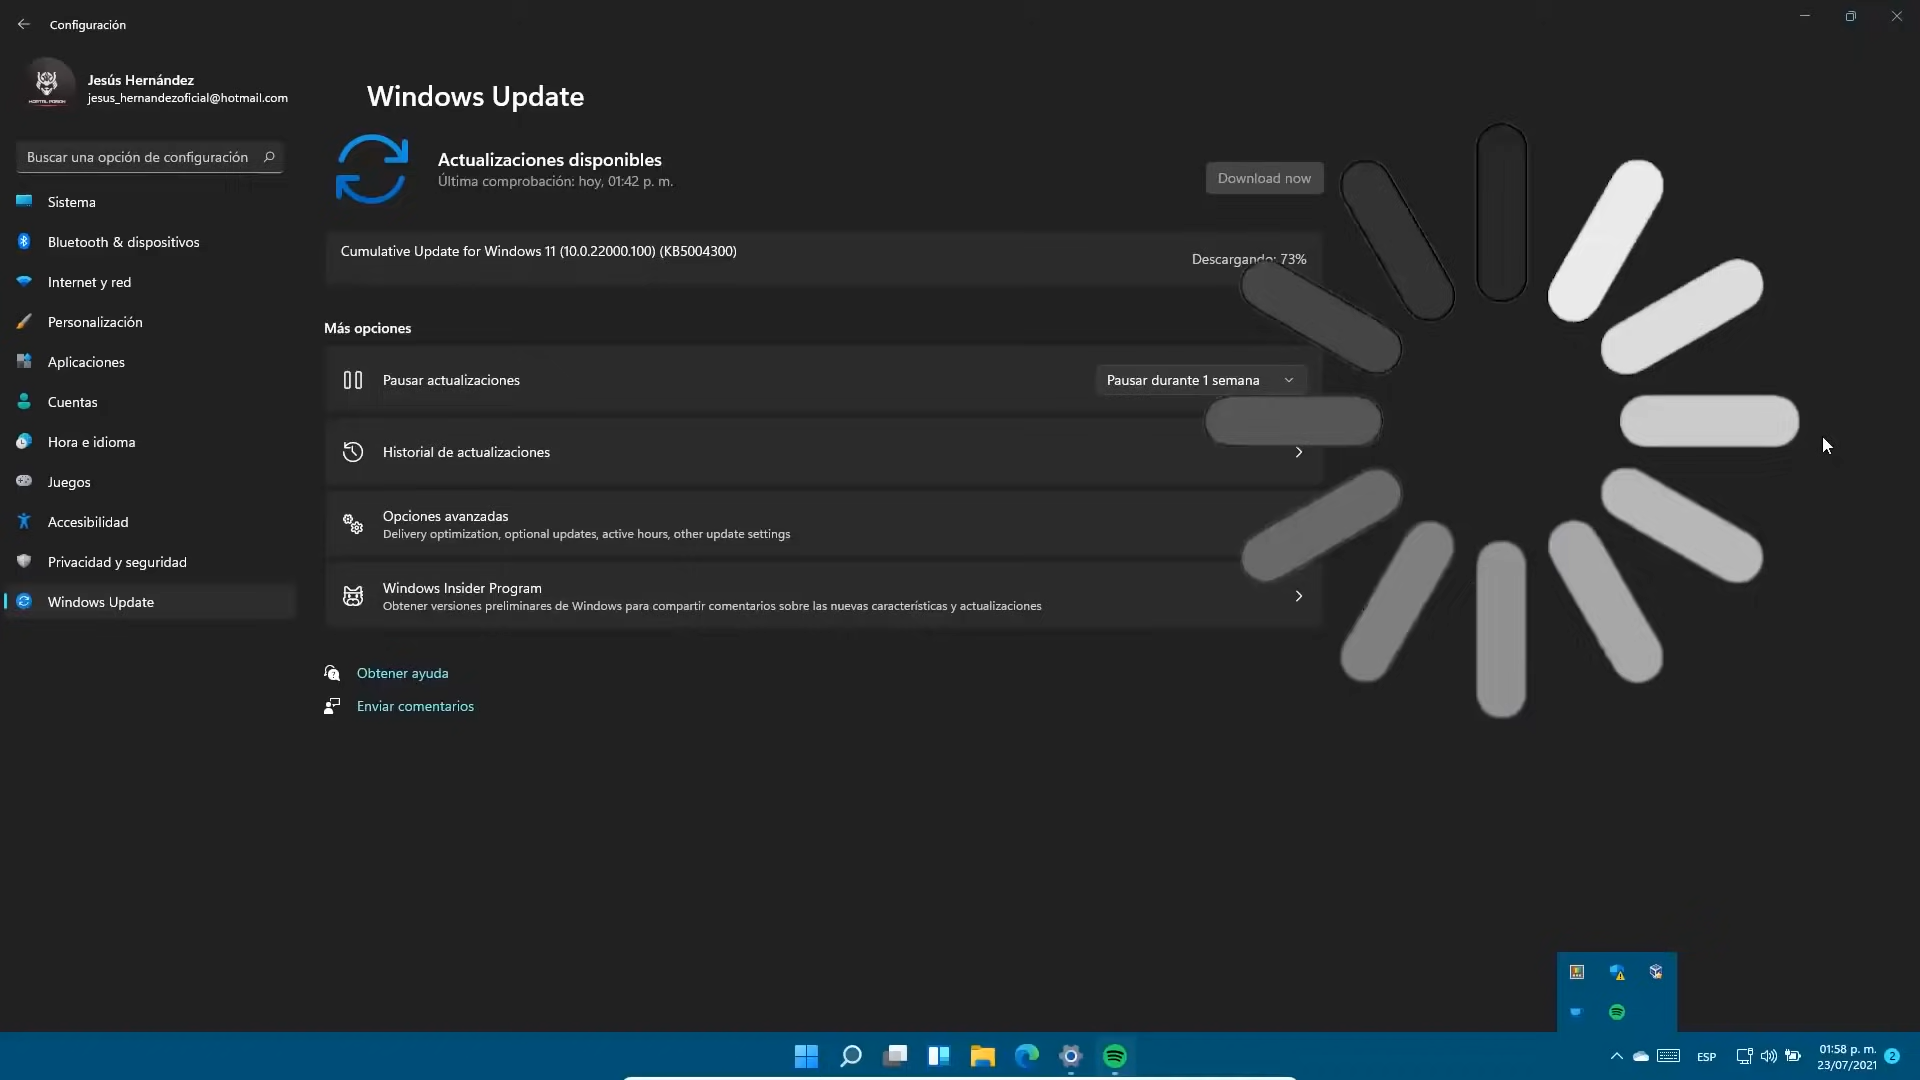 Configuración
Jesús Hernández
jesus_hernandezoficial@hotmail.com
Buscar una opción de configuración
Sistema
Bluetooth & dispositivos
Internet y red
Personalización
Aplicaciones
Cuentas
Hora e idioma
Juegos
Accesibilidad
Privacidad y seguridad
Windows Update
Windows Update
Actualizaciones disponibles
Última comprobación: hoy, 01:42 p. m.
Download now
Cumulative Update for Windows 11 (10.0.22000.100) (KB5004300)
Descargando: 73%
Más opciones
Pausar actualizaciones
Pausar durante 1 semana
Historial de actualizaciones
Opciones avanzadas
Delivery optimization, optional updates, active hours, other update settings
Windows Insider Program
Obtener versiones preliminares de Windows para compartir comentarios sobre las nuevas características y actualizaciones
Obtener ayuda
Enviar comentarios
ESP
01:58 p. m.
23/07/2021
2